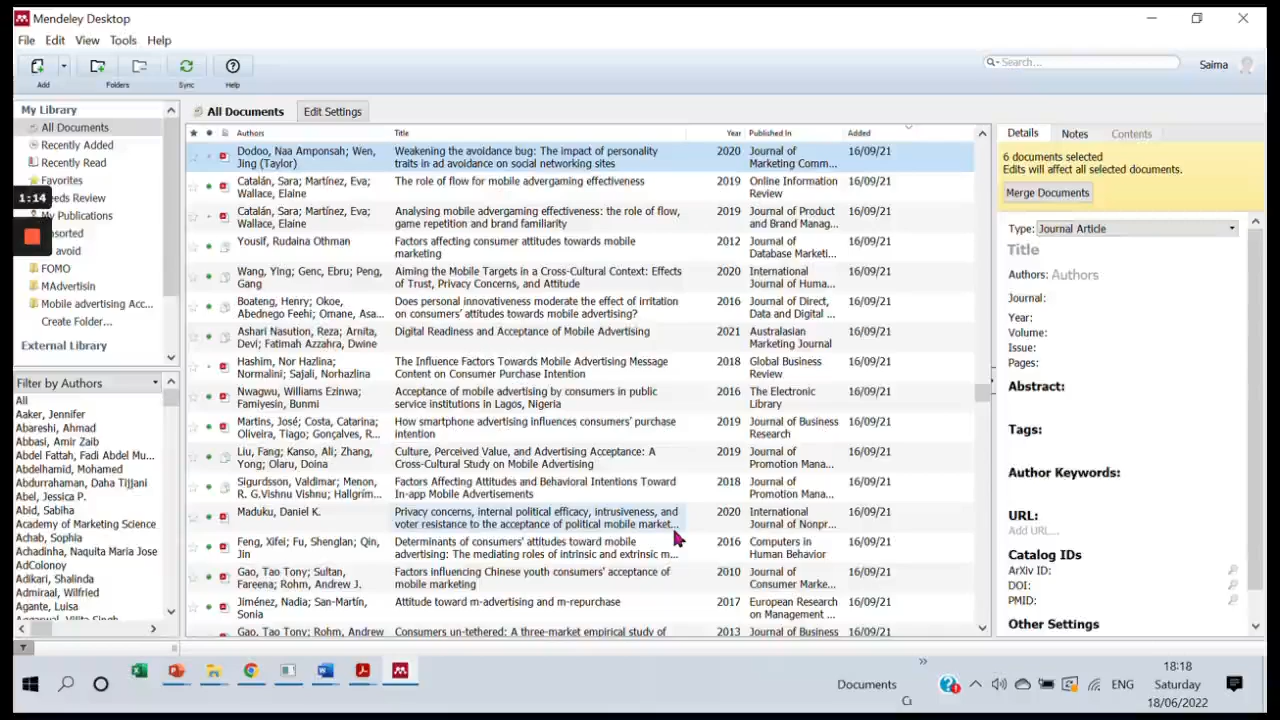 Mendeley Desktop
File Edit View Tools Help
Search...
Saima
Add Folders Sync Help
My Library
All Documents
Recently Added
Recently Read
Favorites
eeds Review
My Publications
sorted
avoid
FOMO
MAdvertisin
Mobile advertising Acc...
Create Folder...
External Library
1:14
Filter by Authors
All
Aaker, Jennifer
Abareshi, Ahmad
Abbasi, Amir Zaib
Abdel Fattah, Fadi Abdel Mu...
Abdelhamid, Mohamed
Abdurrahaman, Daha Tijjani
Abel, Jessica P.
Abid, Sabiha
Academy of Marketing Science
Achab, Sophia
Achadinha, Naquita Maria Jose
AdColony
Adikari, Shalinda
Admiraal, Wilfried
Agante, Luisa
All Documents Edit Settings
Authors Title Year Published In Added
Dodoo, Naa Amponsah; Wen, Weakening the avoidance bug: The impact of personality 2020 Journal of 16/09/21
Jing (Taylor) traits in ad avoidance on social networking sites Marketing Comm...
Catalán, Sara; Martínez, Eva; The role of flow for mobile advergaming effectiveness 2019 Online Information 16/09/21
Wallace, Elaine Review
Catalán, Sara; Martínez, Eva; Analysing mobile advergaming effectiveness: the role of flow, 2019 Journal of Product 16/09/21
Wallace, Elaine game repetition and brand familiarity and Brand Manag...
Yousif, Rudaina Othman Factors affecting consumer attitudes towards mobile 2012 Journal of 16/09/21
marketing Database Marketi...
Wang, Ying; Genc, Ebru; Peng, Aiming the Mobile Targets in a Cross-Cultural Context: Effects 2020 International 16/09/21
Gang of Trust, Privacy Concerns, and Attitude Journal of Huma...
Boateng, Henry; Okoe, Does personal innovativeness moderate the effect of irritation 2016 Journal of Direct, 16/09/21
Abednego Feehi; Omane, Asa... on consumers' attitudes towards mobile advertising? Data and Digital ...
Ashari Nasution, Reza; Arnita, Digital Readiness and Acceptance of Mobile Advertising 2021 Australasian 16/09/21
Devi; Fatimah Azzahra, Dwine Marketing Journal
Hashim, Nor Hazlina; The Influence Factors Towards Mobile Advertising Message 2018 Global Business 16/09/21
Normalini; Sajali, Norhazlina Content on Consumer Purchase Intention Review
Nwagwu, Williams Ezinwa; Acceptance of mobile advertising by consumers in public 2016 The Electronic 16/09/21
Famiyesin, Bunmi service institutions in Lagos, Nigeria Library
Martins, José; Costa, Catarina; How smartphone advertising influences consumers' purchase 2019 Journal of Business 16/09/21
Oliveira, Tiago; Gonçalves, R... intention Research
Liu, Fang; Kanso, Ali; Zhang, Culture, Perceived Value, and Advertising Acceptance: A 2019 Journal of 16/09/21
Yong; Olaru, Doina Cross-Cultural Study on Mobile Advertising Promotion Mana...
Sigurdsson, Valdimar; Menon, Factors Affecting Attitudes and Behavioral Intentions Toward 2018 Journal of 16/09/21
R. G.Vishnu Vishnu; Hallgrím... In-app Mobile Advertisements Promotion Mana...
Maduku, Daniel K. Privacy concerns, internal political efficacy, intrusiveness, and 2020 International 16/09/21
voter resistance to the acceptance of political mobile market... Journal of Nonpr...
Feng, Xifei; Fu, Shenglan; Qin, Determinants of consumers' attitudes toward mobile 2016 Computers in 16/09/21
Jin advertising: The mediating roles of intrinsic and extrinsic m... Human Behavior
Gao, Tao Tony; Sultan, Factors influencing Chinese youth consumers' acceptance of 2010 Journal of 16/09/21
Fareena; Rohm, Andrew J. mobile marketing Consumer Marke...
Jiménez, Nadia; San-Martín, Attitude toward m-advertising and m-repurchase 2017 European Research 16/09/21
Sonia on Management ...
Gao, Tao Tony; Rohm, Andrew Consumers un-tethered: A three-market empirical study of 2013 Journal of Business 16/09/21
Details Notes Contents
6 documents selected
Edits will affect all selected documents.
Merge Documents
Type: Journal Article
Title
Authors: Authors
Journal:
Year:
Volume:
Issue:
Pages:
Abstract:
Tags:
Author Keywords:
URL:
Add URL...
Catalog IDs
ArXiv ID:
DOI:
PMID:
Other Settings
Documents
ENG
18:18
Saturday
18/06/2022